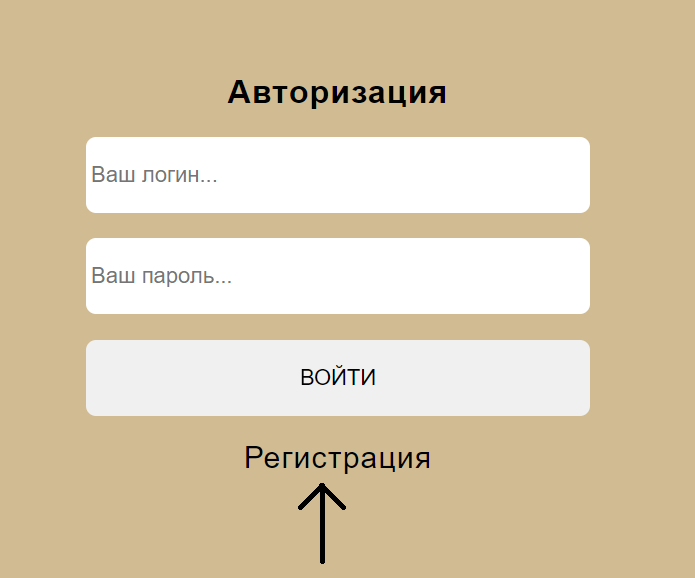 Авторизация
Ваш логин...
Ваш пароль...
ВОЙТИ
Регистрация